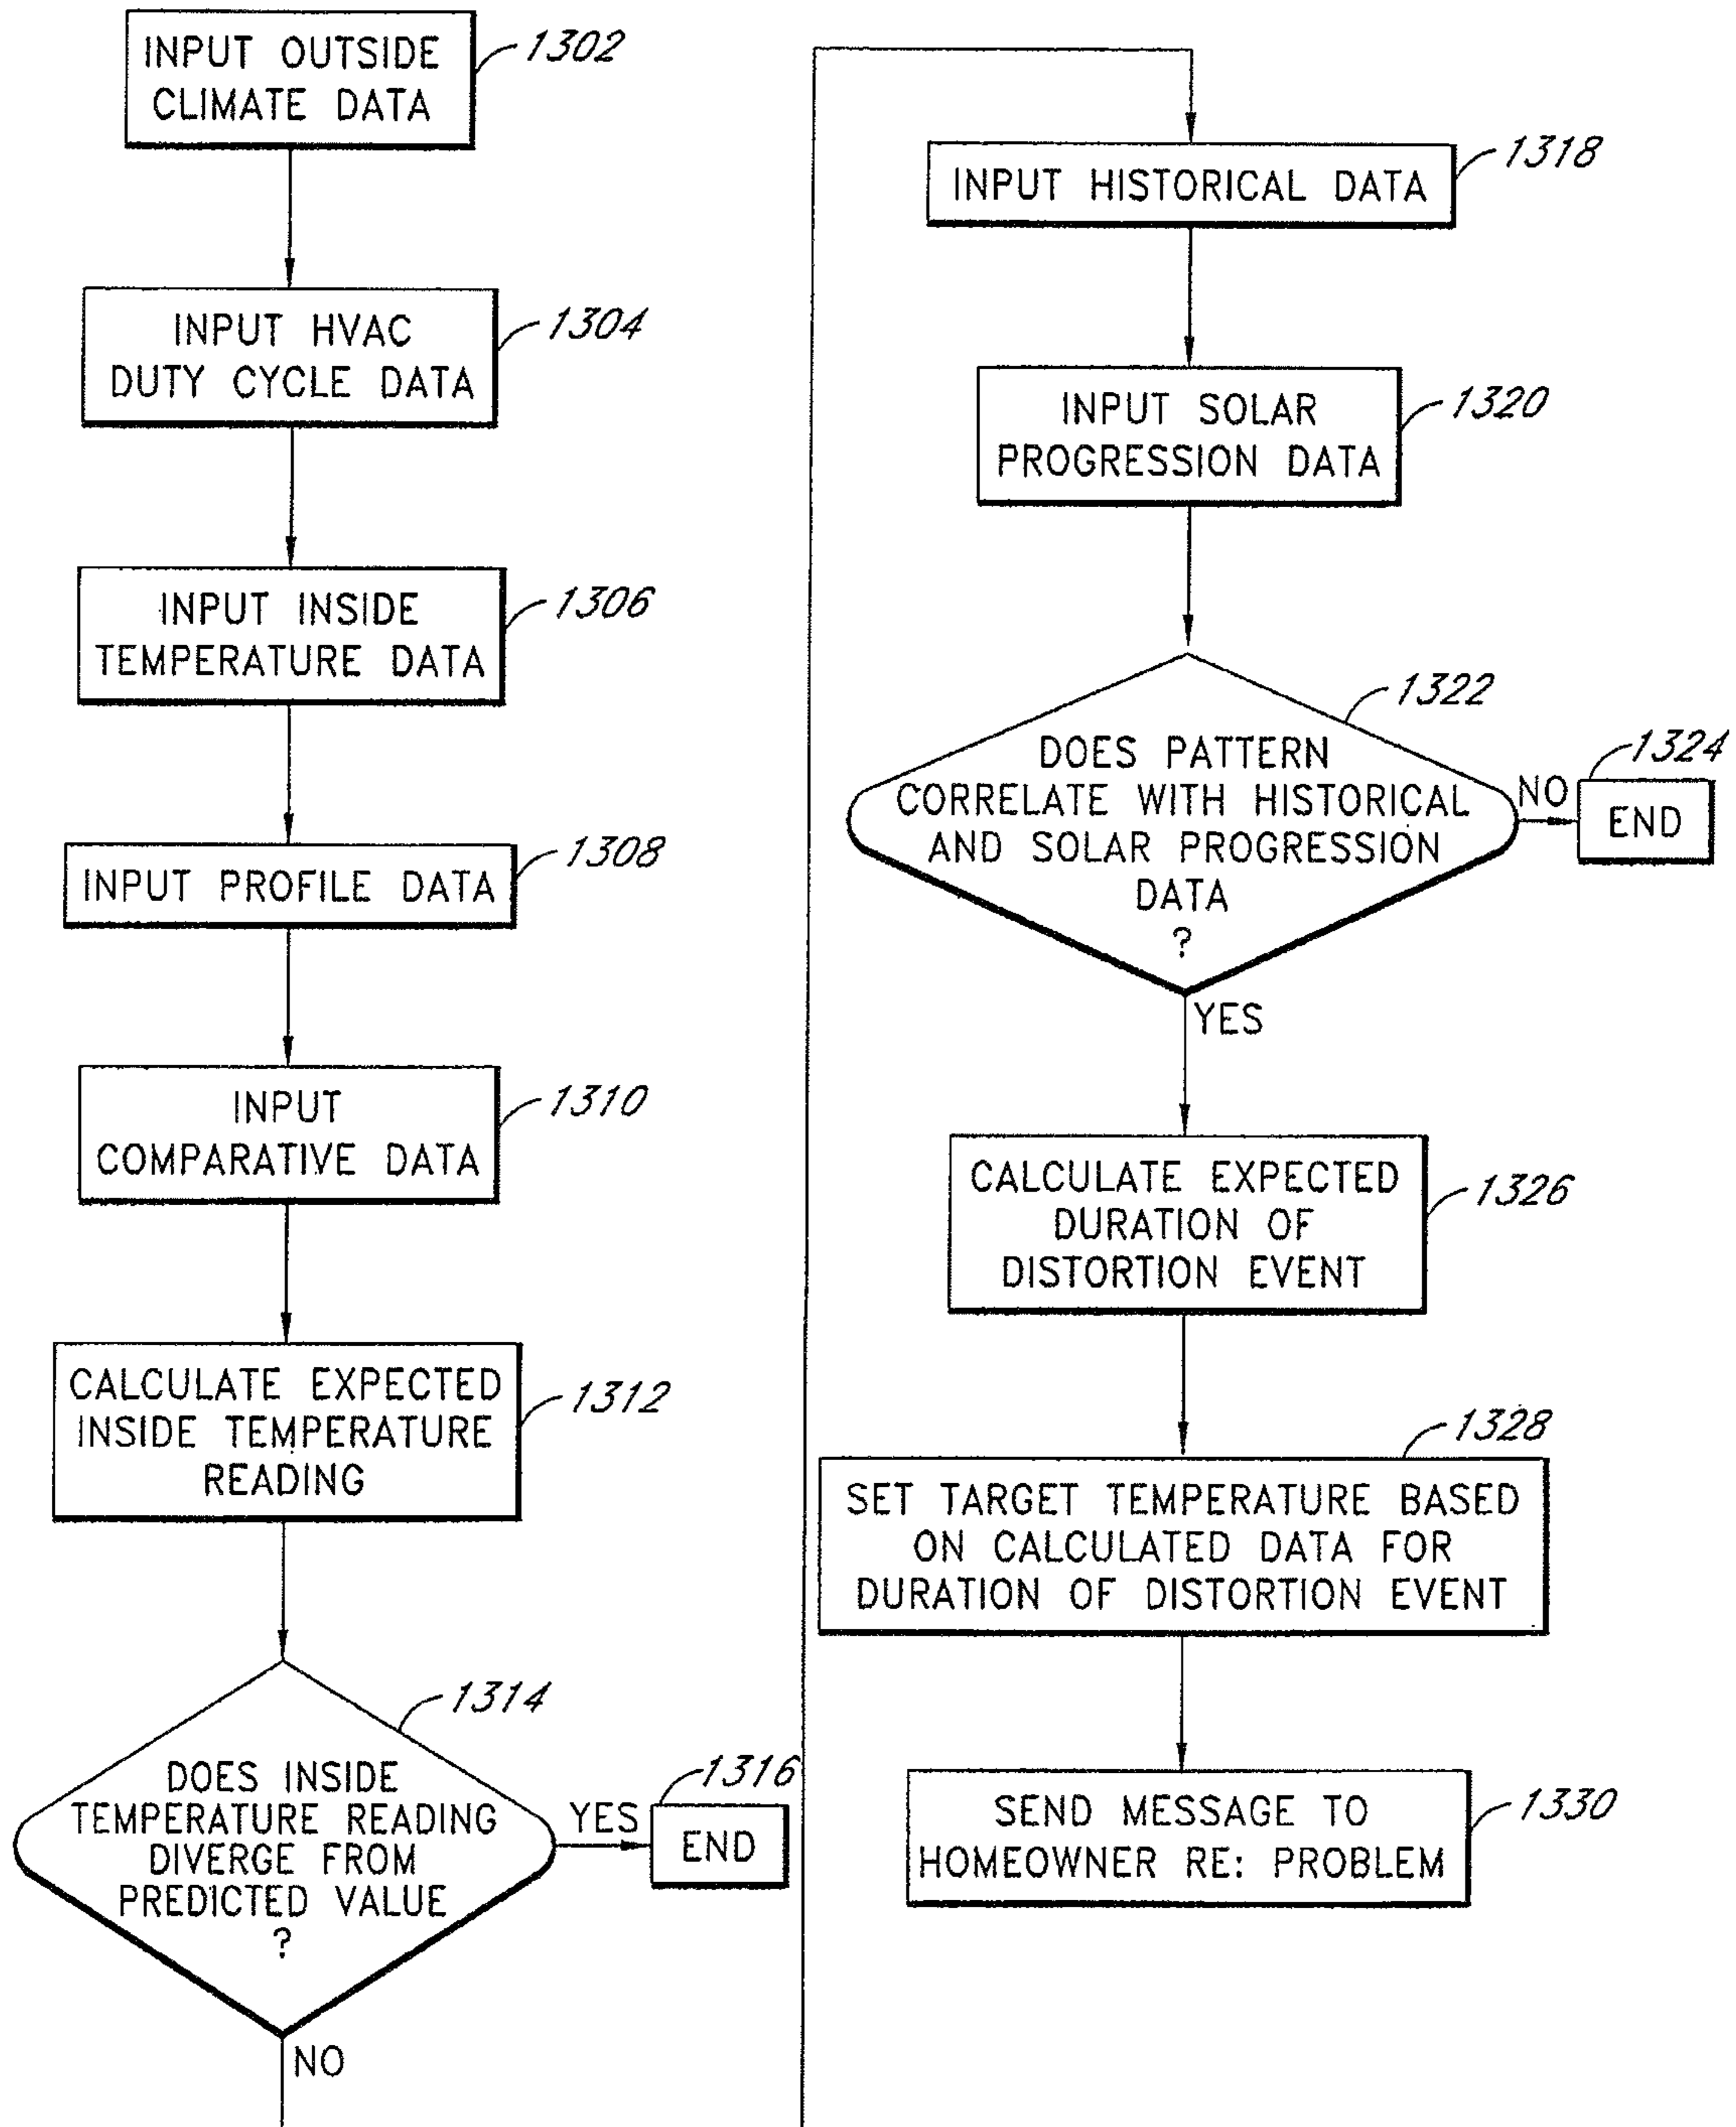 INPUT OUTSIDE
CLIMATE DATA
1302
INPUT HVAC
DUTY CYCLE DATA
1304
INPUT INSIDE
TEMPERATURE DATA
1306
INPUT PROFILE DATA
1308
INPUT
COMPARATIVE DATA
1310
CALCULATE EXPECTED
INSIDE TEMPERATURE
READING
1312
1314
DOES INSIDE
TEMPERATURE READING
DIVERGE FROM
PREDICTED VALUE
?
YES
1316
END
NO
INPUT HISTORICAL DATA
1318
INPUT SOLAR
PROGRESSION DATA
1320
1322
DOES PATTERN
CORRELATE WITH HISTORICAL
AND SOLAR PROGRESSION
DATA
?
NO
1324
END
YES
CALCULATE EXPECTED
DURATION OF
DISTORTION EVENT
1326
1328
SET TARGET TEMPERATURE BASED
ON CALCULATED DATA FOR
DURATION OF DISTORTION EVENT
SEND MESSAGE TO
HOMEOWNER RE: PROBLEM
1330